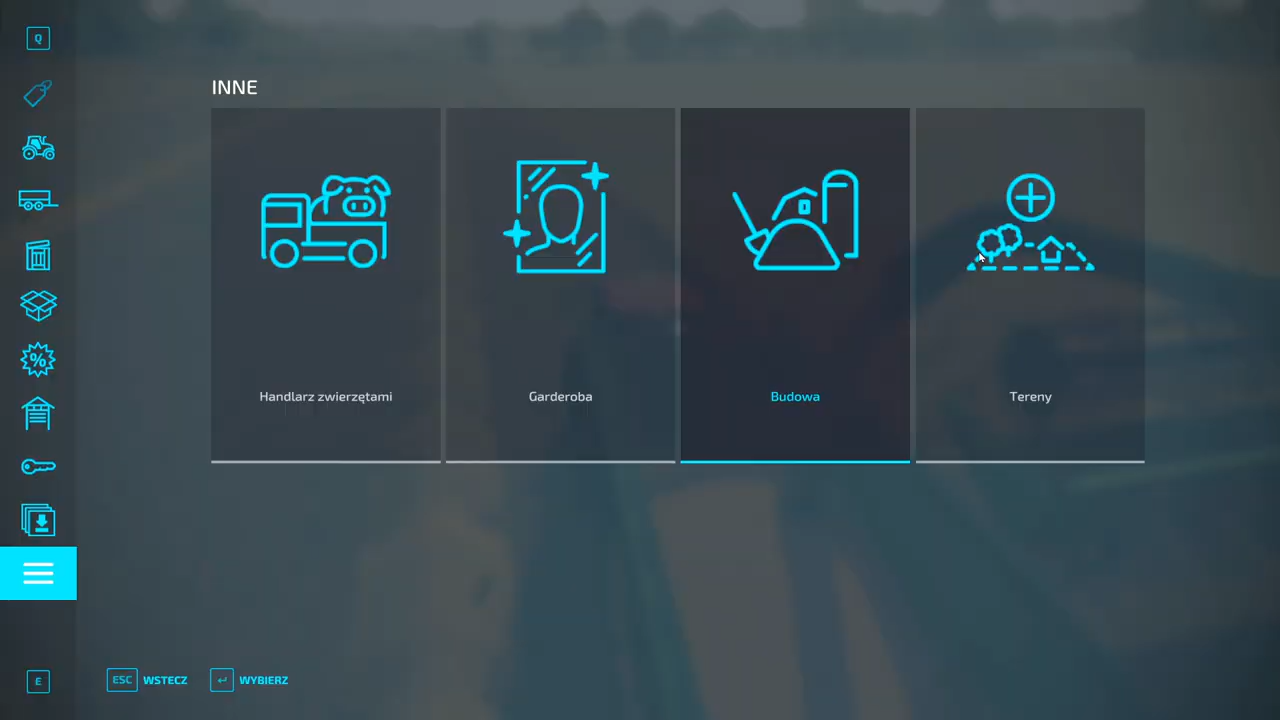 Q
INNE
%
Handlarz zwierzętami
Garderoba
Budowa
Tereny
ESC WSTECZ ↵ WYBIERZ
E